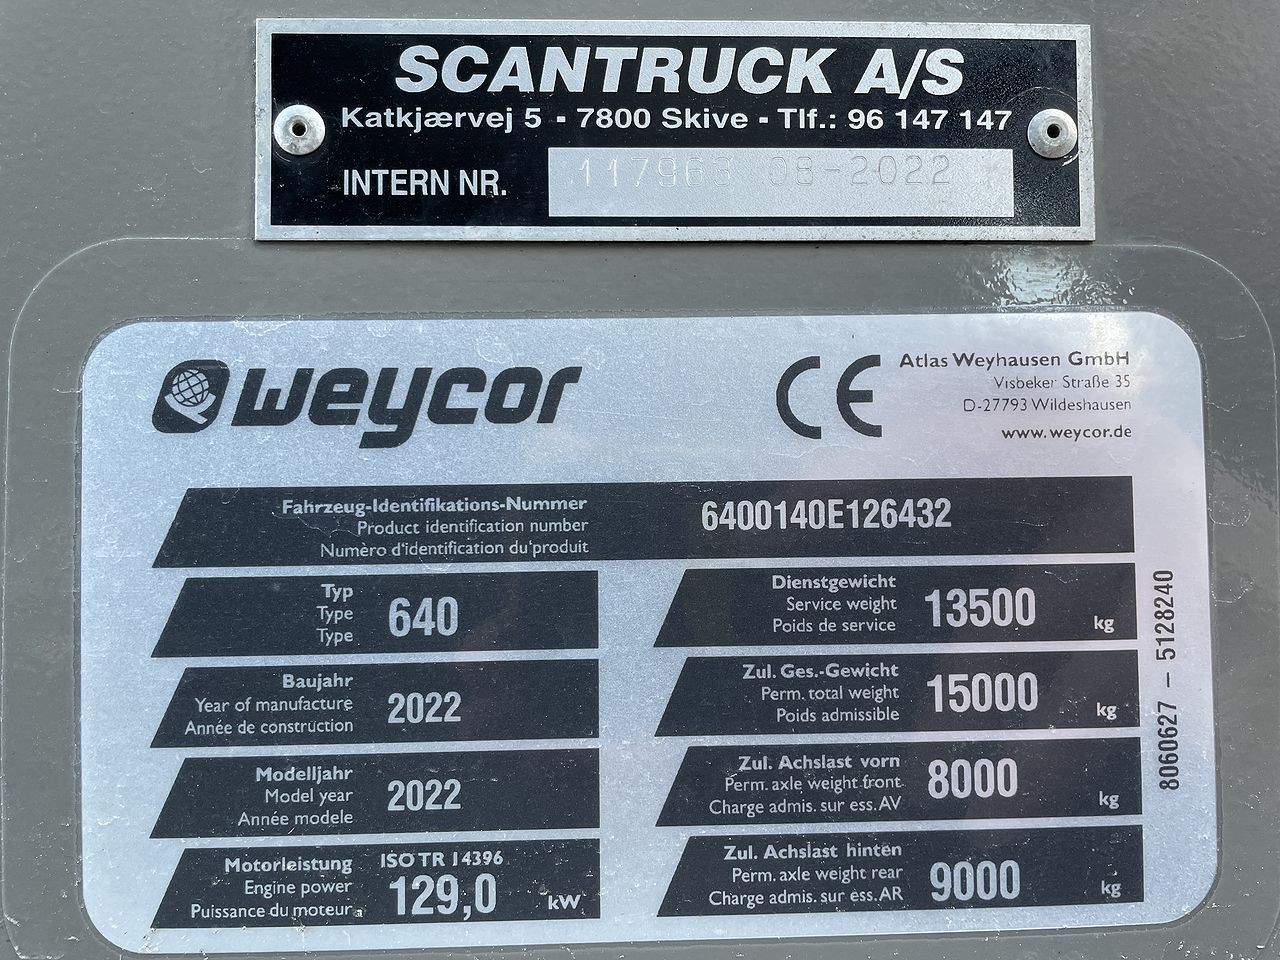 SCANTRUCK A/S
Katkjærvej 5 - 7800 Skive - Tlf.: 96 147 147
INTERN NR. 117963 08-2022
weycor
CE
Atlas Weyhausen GmbH
Visbeker Straße 35
D-27793 Wildeshausen
www.weycor.de
Fahrzeug-Identifikations-Nummer
Product identification number
Numèro d'identification du'produit
6400140E126432
Typ
Type
Type
640
Baujahr
Year of manufacture
Année de construction
2022
Modelljahr
Model year
Année modele
2022
Motorleistung
Engine power
Puissance du moteur
ISO TR 14396
129,0 kW
Dienstgewicht
Service weight
Poids de service
13500 kg
Zul. Ges.-Gewicht
Perm. total weight
Poids admissible
15000 kg
Zul. Achslast vorn
Perm. axle weight front
Charge admis. sur ess. AV
8000 kg
Zul. Achslast hinten
Perm. axle weight rear
Charge admis. sur ess. AR
9000 kg
8060627 – 5128240